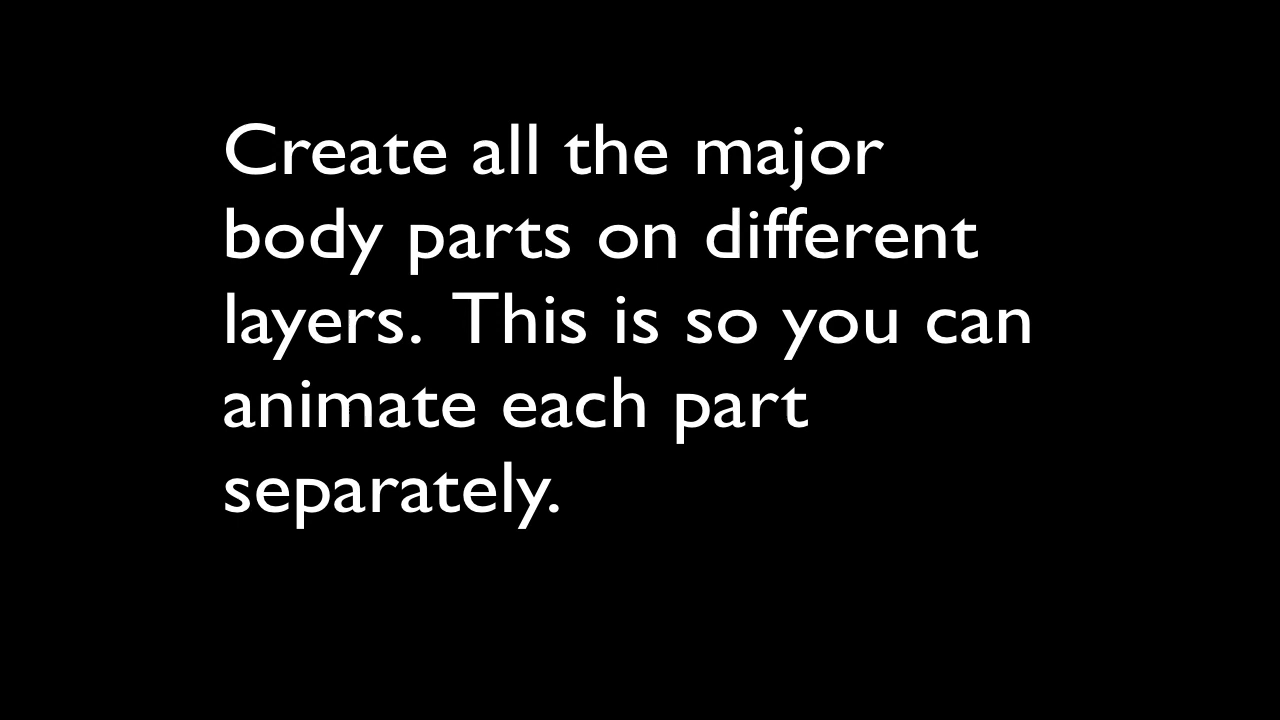 Create all the major
body parts on different
layers.  This is so you can
animate each part
separately.